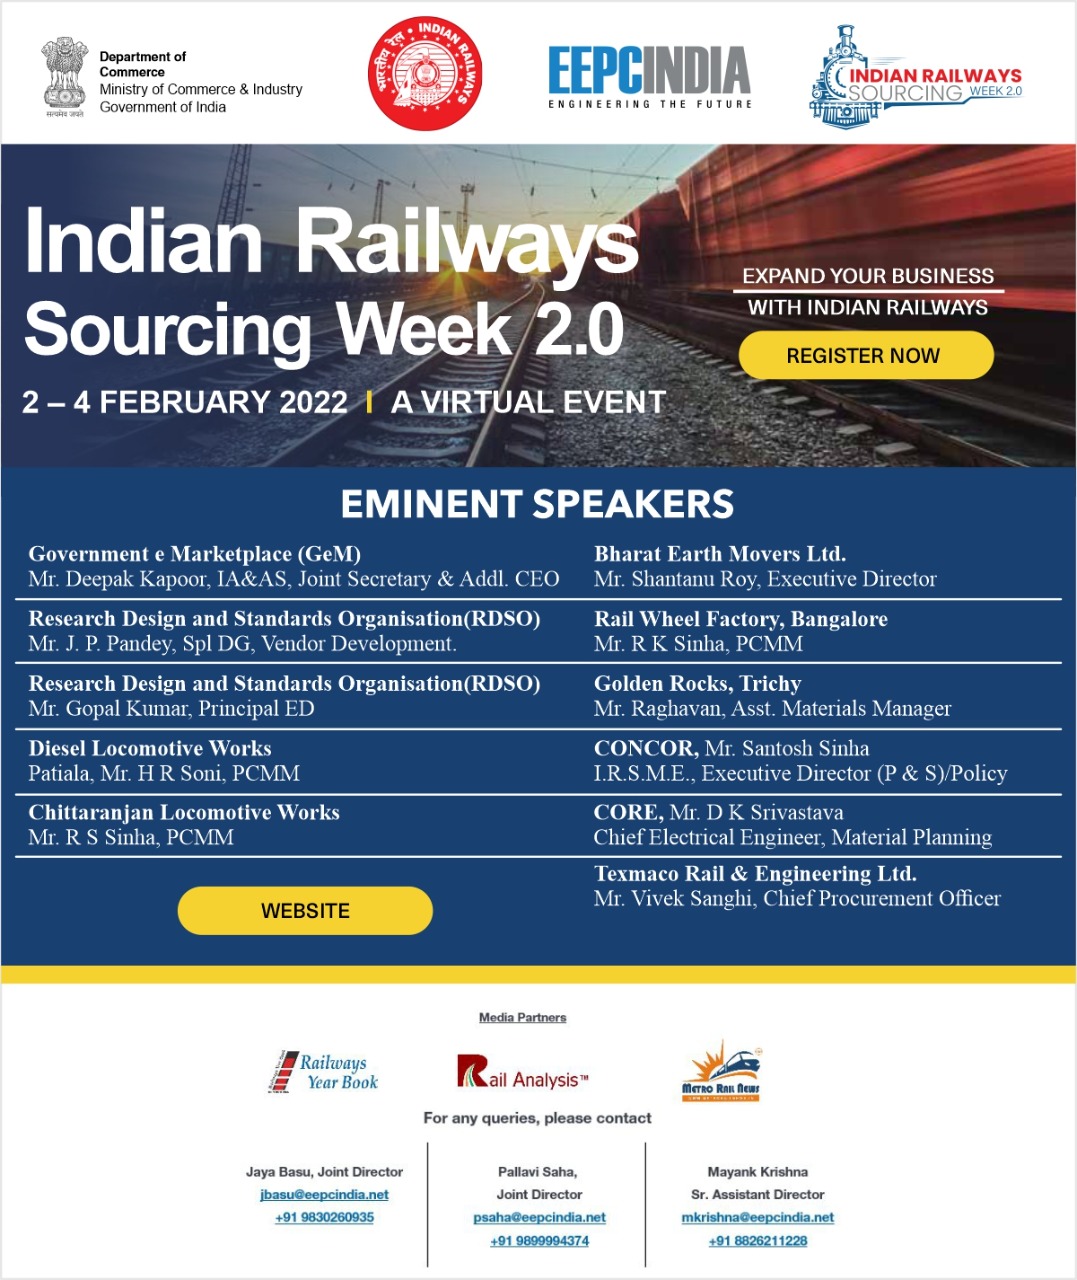 सत्यमेव जयते
Department of
Commerce
Ministry of Commerce & Industry
Government of India
भारतीय रेल • INDIAN RAILWAYS
EEPCINDIA
ENGINEERING THE FUTURE
INDIAN RAILWAYS
SOURCING WEEK 2.0
Indian Railways
Sourcing Week 2.0
2 – 4 FEBRUARY 2022 | A VIRTUAL EVENT
EXPAND YOUR BUSINESS
WITH INDIAN RAILWAYS
REGISTER NOW
EMINENT SPEAKERS
Government e Marketplace (GeM)
Mr. Deepak Kapoor, IA&AS, Joint Secretary & Addl. CEO
Research Design and Standards Organisation(RDSO)
Mr. J. P. Pandey, Spl DG, Vendor Development.
Research Design and Standards Organisation(RDSO)
Mr. Gopal Kumar, Principal ED
Diesel Locomotive Works
Patiala, Mr. H R Soni, PCMM
Chittaranjan Locomotive Works
Mr. R S Sinha, PCMM
WEBSITE
Bharat Earth Movers Ltd.
Mr. Shantanu Roy, Executive Director
Rail Wheel Factory, Bangalore
Mr. R K Sinha, PCMM
Golden Rocks, Trichy
Mr. Raghavan, Asst. Materials Manager
CONCOR, Mr. Santosh Sinha
I.R.S.M.E., Executive Director (P & S)/Policy
CORE, Mr. D K Srivastava
Chief Electrical Engineer, Material Planning
Texmaco Rail & Engineering Ltd.
Mr. Vivek Sanghi, Chief Procurement Officer
Media Partners
Railways
Year Book
Rail Analysis™
METRO RAIL NEWS
For any queries, please contact
Jaya Basu, Joint Director
jbasu@eepcindia.net
+91 9830260935
Pallavi Saha,
Joint Director
psaha@eepcindia.net
+91 9899994374
Mayank Krishna
Sr. Assistant Director
mkrishna@eepcindia.net
+91 8826211228